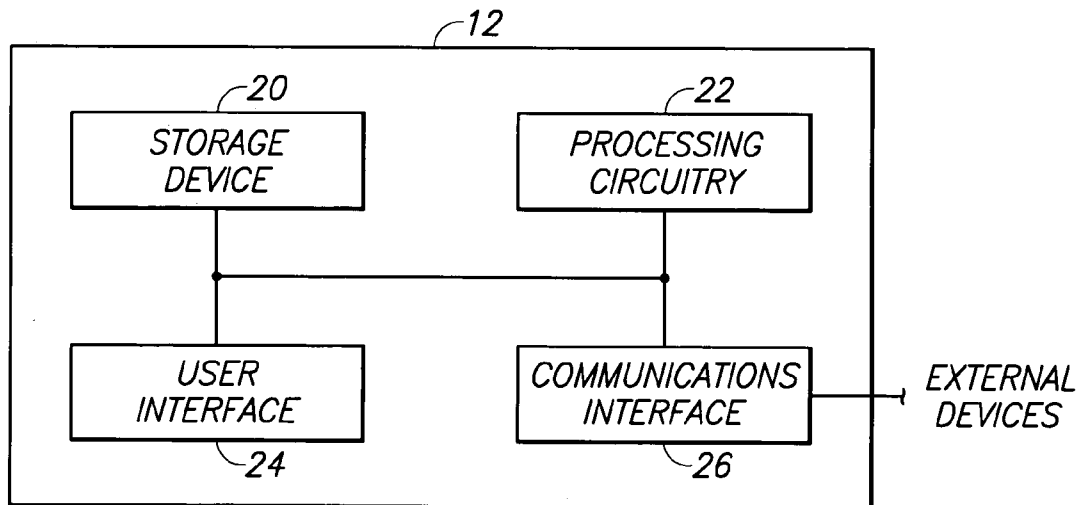 12
20
22
STORAGE
DEVICE
PROCESSING
CIRCUITRY
USER
INTERFACE
COMMUNICATIONS
INTERFACE
EXTERNAL
DEVICES
24
26